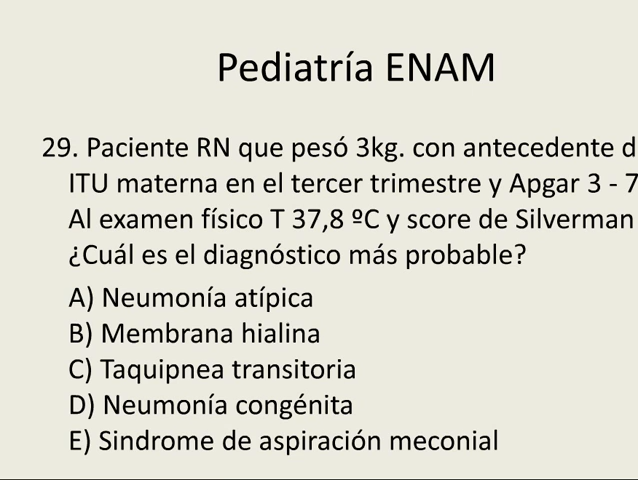 Pediatría ENAM
29. Paciente RN que pesó 3kg. con antecedente d
ITU materna en el tercer trimestre y Apgar 3 - 7
Al examen físico T 37,8 ºC y score de Silverman
¿Cuál es el diagnóstico más probable?
A) Neumonía atípica
B) Membrana hialina
C) Taquipnea transitoria
D) Neumonía congénita
E) Sindrome de aspiración meconial